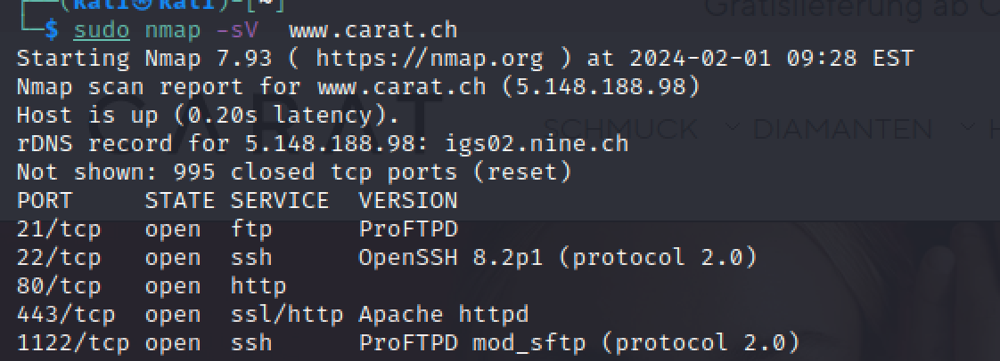 (kali㉿kali)-[~]
Gratislieferung ab C
└─$ sudo nmap -sV  www.carat.ch
Starting Nmap 7.93 ( https://nmap.org ) at 2024-02-01 09:28 EST
Nmap scan report for www.carat.ch (5.148.188.98)
Host is up (0.20s latency).
CARAT
SCHMUCK DIAMANTEN H
rDNS record for 5.148.188.98: igs02.nine.ch
Not shown: 995 closed tcp ports (reset)
PORT     STATE SERVICE  VERSION
21/tcp   open  ftp      ProFTPD
22/tcp   open  ssh      OpenSSH 8.2p1 (protocol 2.0)
80/tcp   open  http
443/tcp  open  ssl/http Apache httpd
1122/tcp open  ssh      ProFTPD mod_sftp (protocol 2.0)